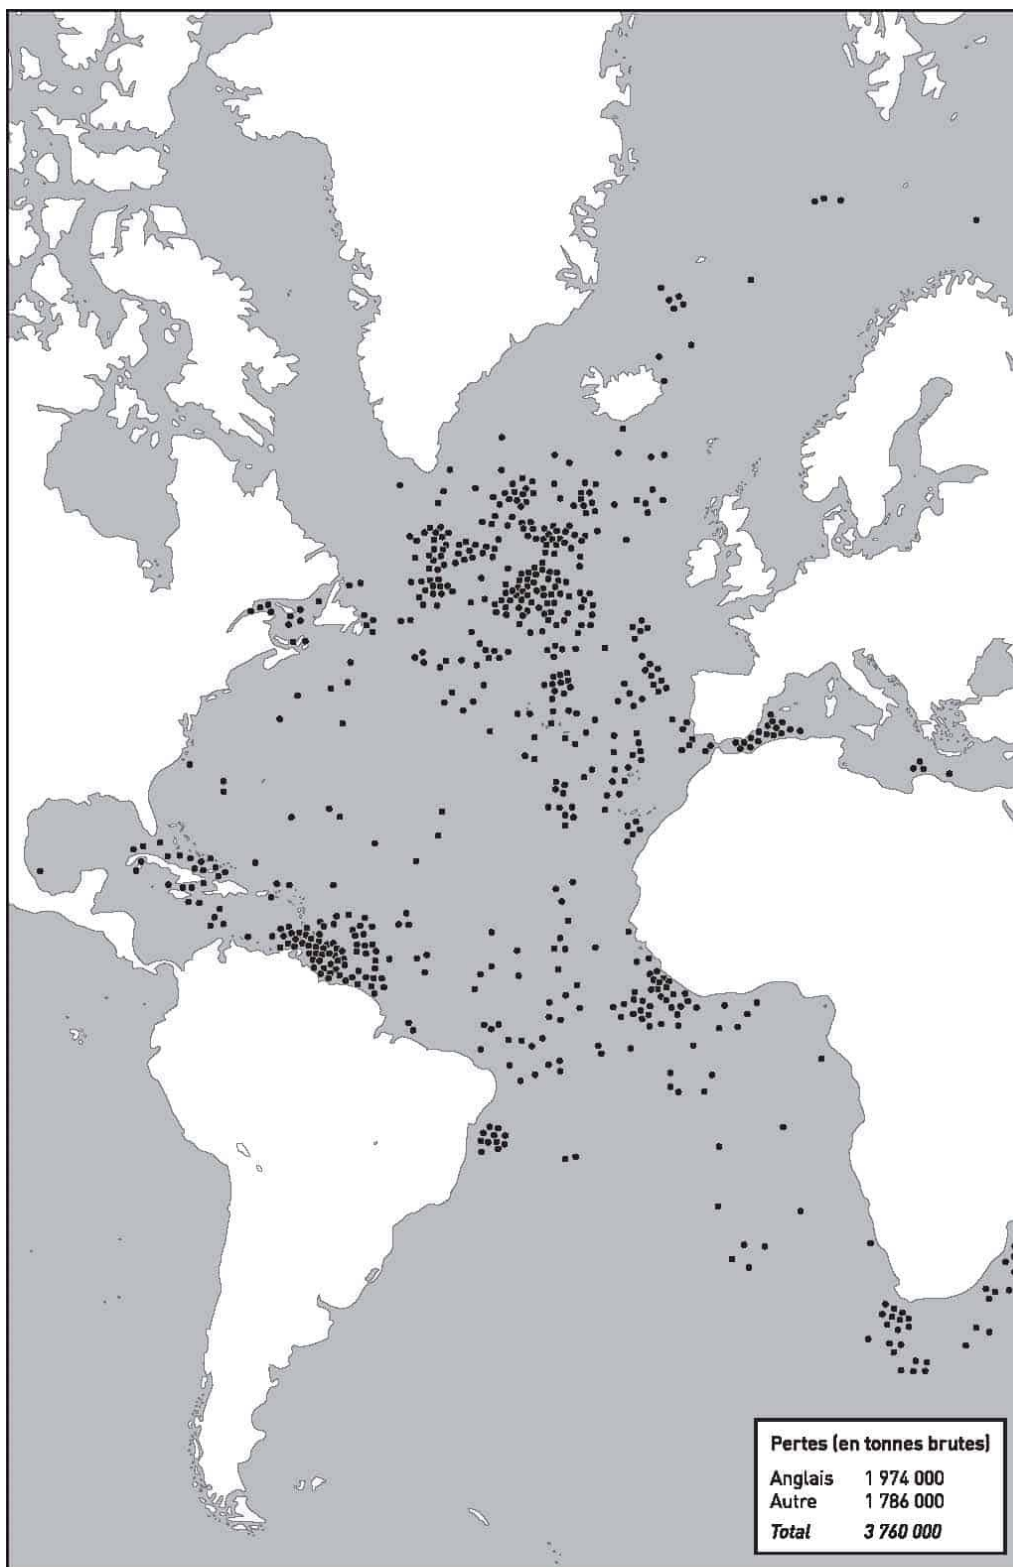 Pertes (en tonnes brutes)
Anglais 1 974 000
Autre 1 786 000
Total 3 760 000